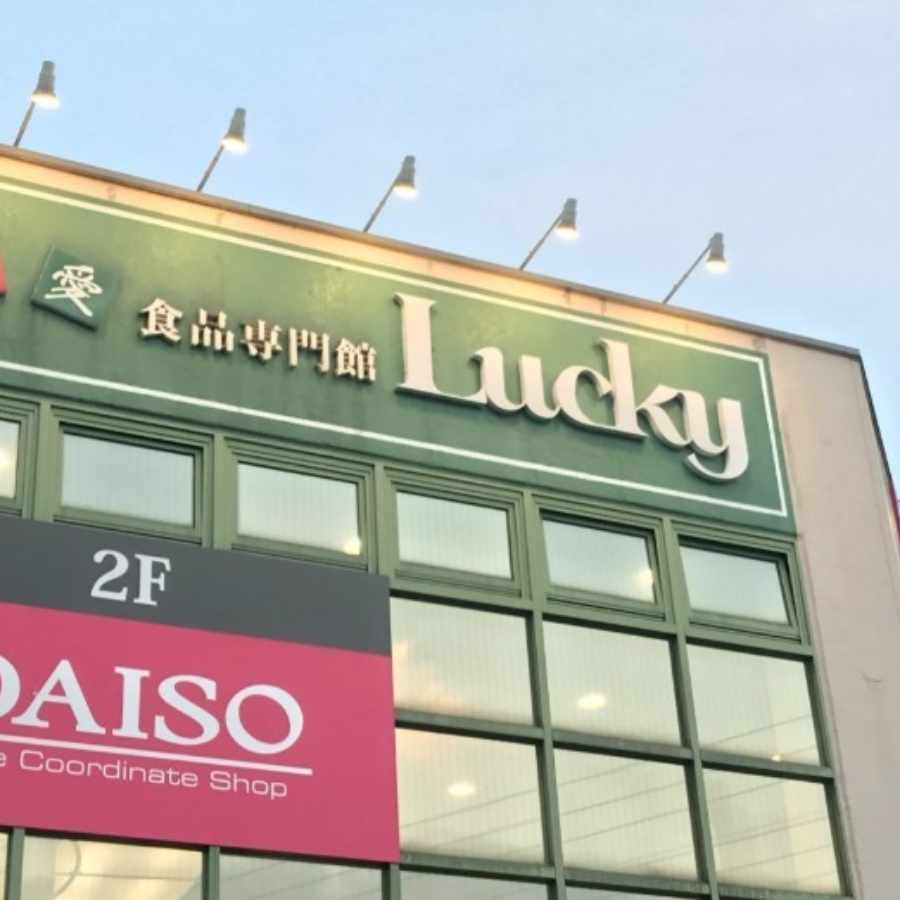 愛 食品専門館 Lucky
2F
DAISO
e Coordinate Shop